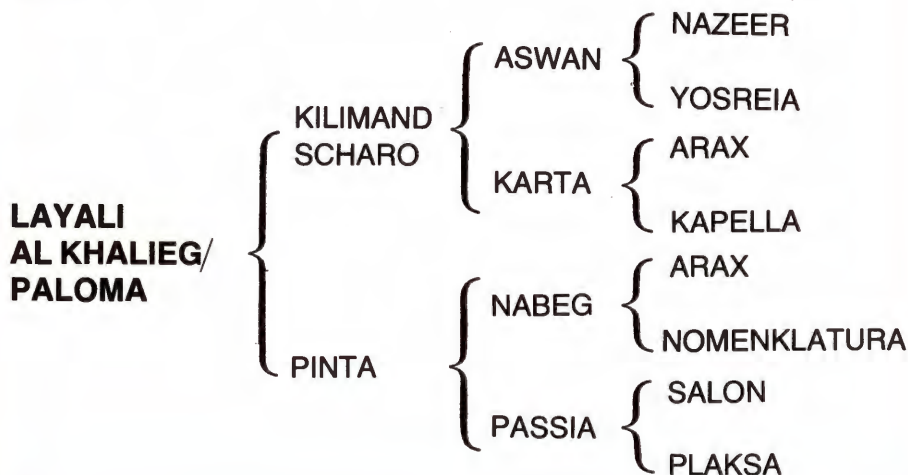 LAYALI
AL KHALIEG/
PALOMA
KILIMAND
SCHARO
PINTA
ASWAN
KARTA
NABEG
PASSIA
NAZEER
YOSREIA
ARAX
KAPELLA
ARAX
NOMENKLATURA
SALON
PLAKSA